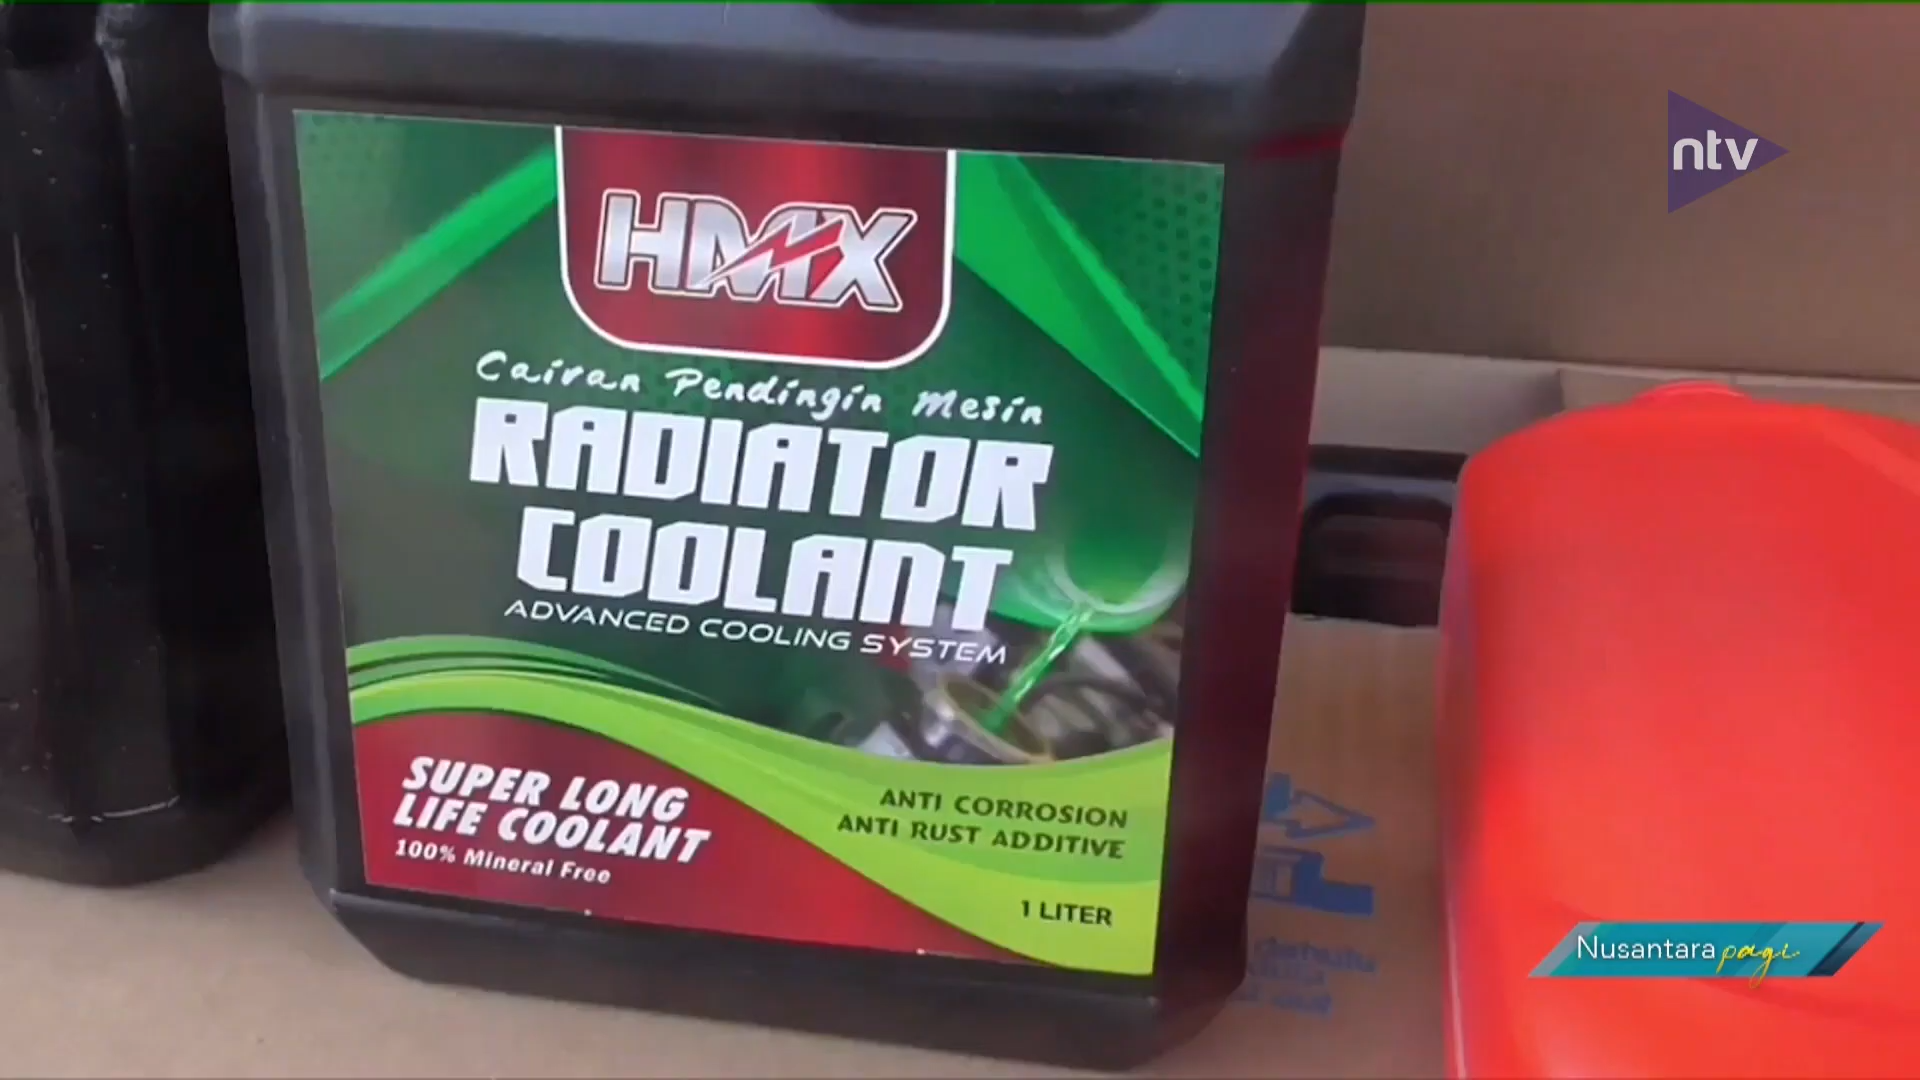 ntv
HMX
Cairan Pendingin Mesin
RADIATOR
COOLANT
ADVANCED COOLING SYSTEM
SUPER LONG
LIFE COOLANT
100% Mineral Free
ANTI CORROSION
ANTI RUST ADDITIVE
1 LITER
Nusantara pagi